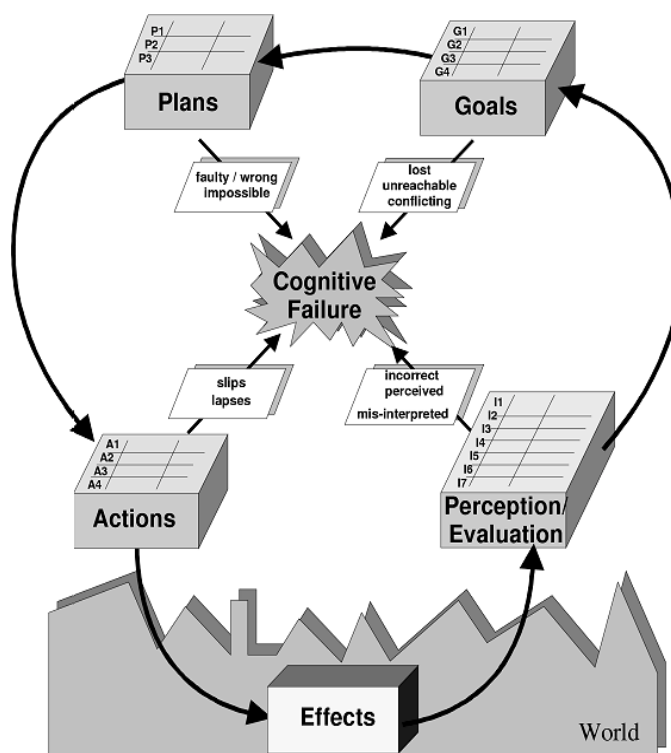 P1
P2
P3
Plans
G1
G2
G3
G4
Goals
faulty / wrong
impossible
lost
unreachable
conflicting
Cognitive
Failure
slips
lapses
incorrect
perceived
mis-interpreted
A1
A2
A3
A4
Actions
I1
I2
I3
I4
I5
I6
I7
Perception/
Evaluation
Effects
World